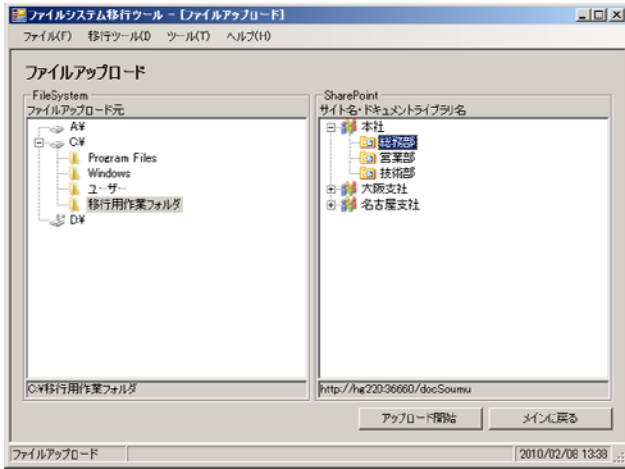 ファイルシステム移行ツール - [ファイルアップロード]
ファイル(F) 移行ツール(I) ツール(T) ヘルプ(H)
ファイルアップロード
FileSystem
ファイルアップロード元
A¥
C¥
Program Files
Windows
ユーザー
移行用作業フォルダ
D:¥
C:¥移行用作業フォルダ
SharePoint
サイト名・ドキュメントライブラリ名
本社
総務部
営業部
技術部
大阪支社
名古屋支社
http://hg220:36660/docSoumu
アップロード開始 メインに戻る
ファイルアップロード 2010/02/08 13:38